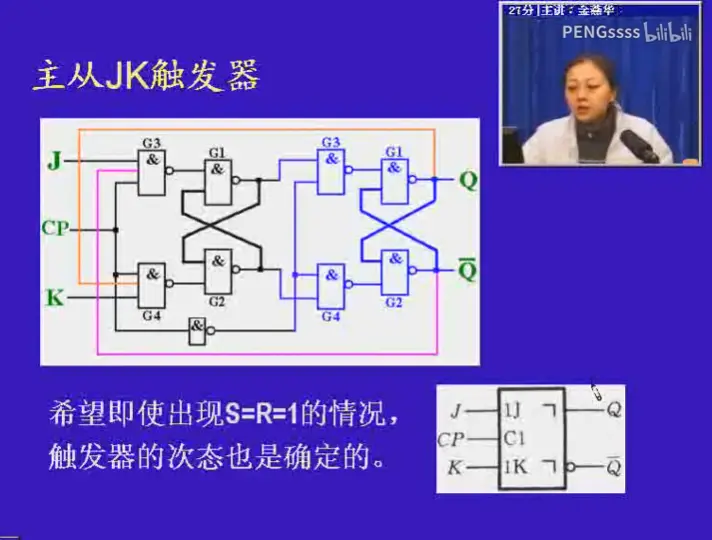 27分|主讲:金燕华
PENGssss bilibili
主从JK触发器
G3 G1 G3 G1
J & & & & Q
CP
& & & & Q̅
K
G4 G2 G4 G2
&
希望即使出现S=R=1的情况,
触发器的次态也是确定的。
J 1J ㄱ Q
CP C1
K 1K ㄱ Q̅